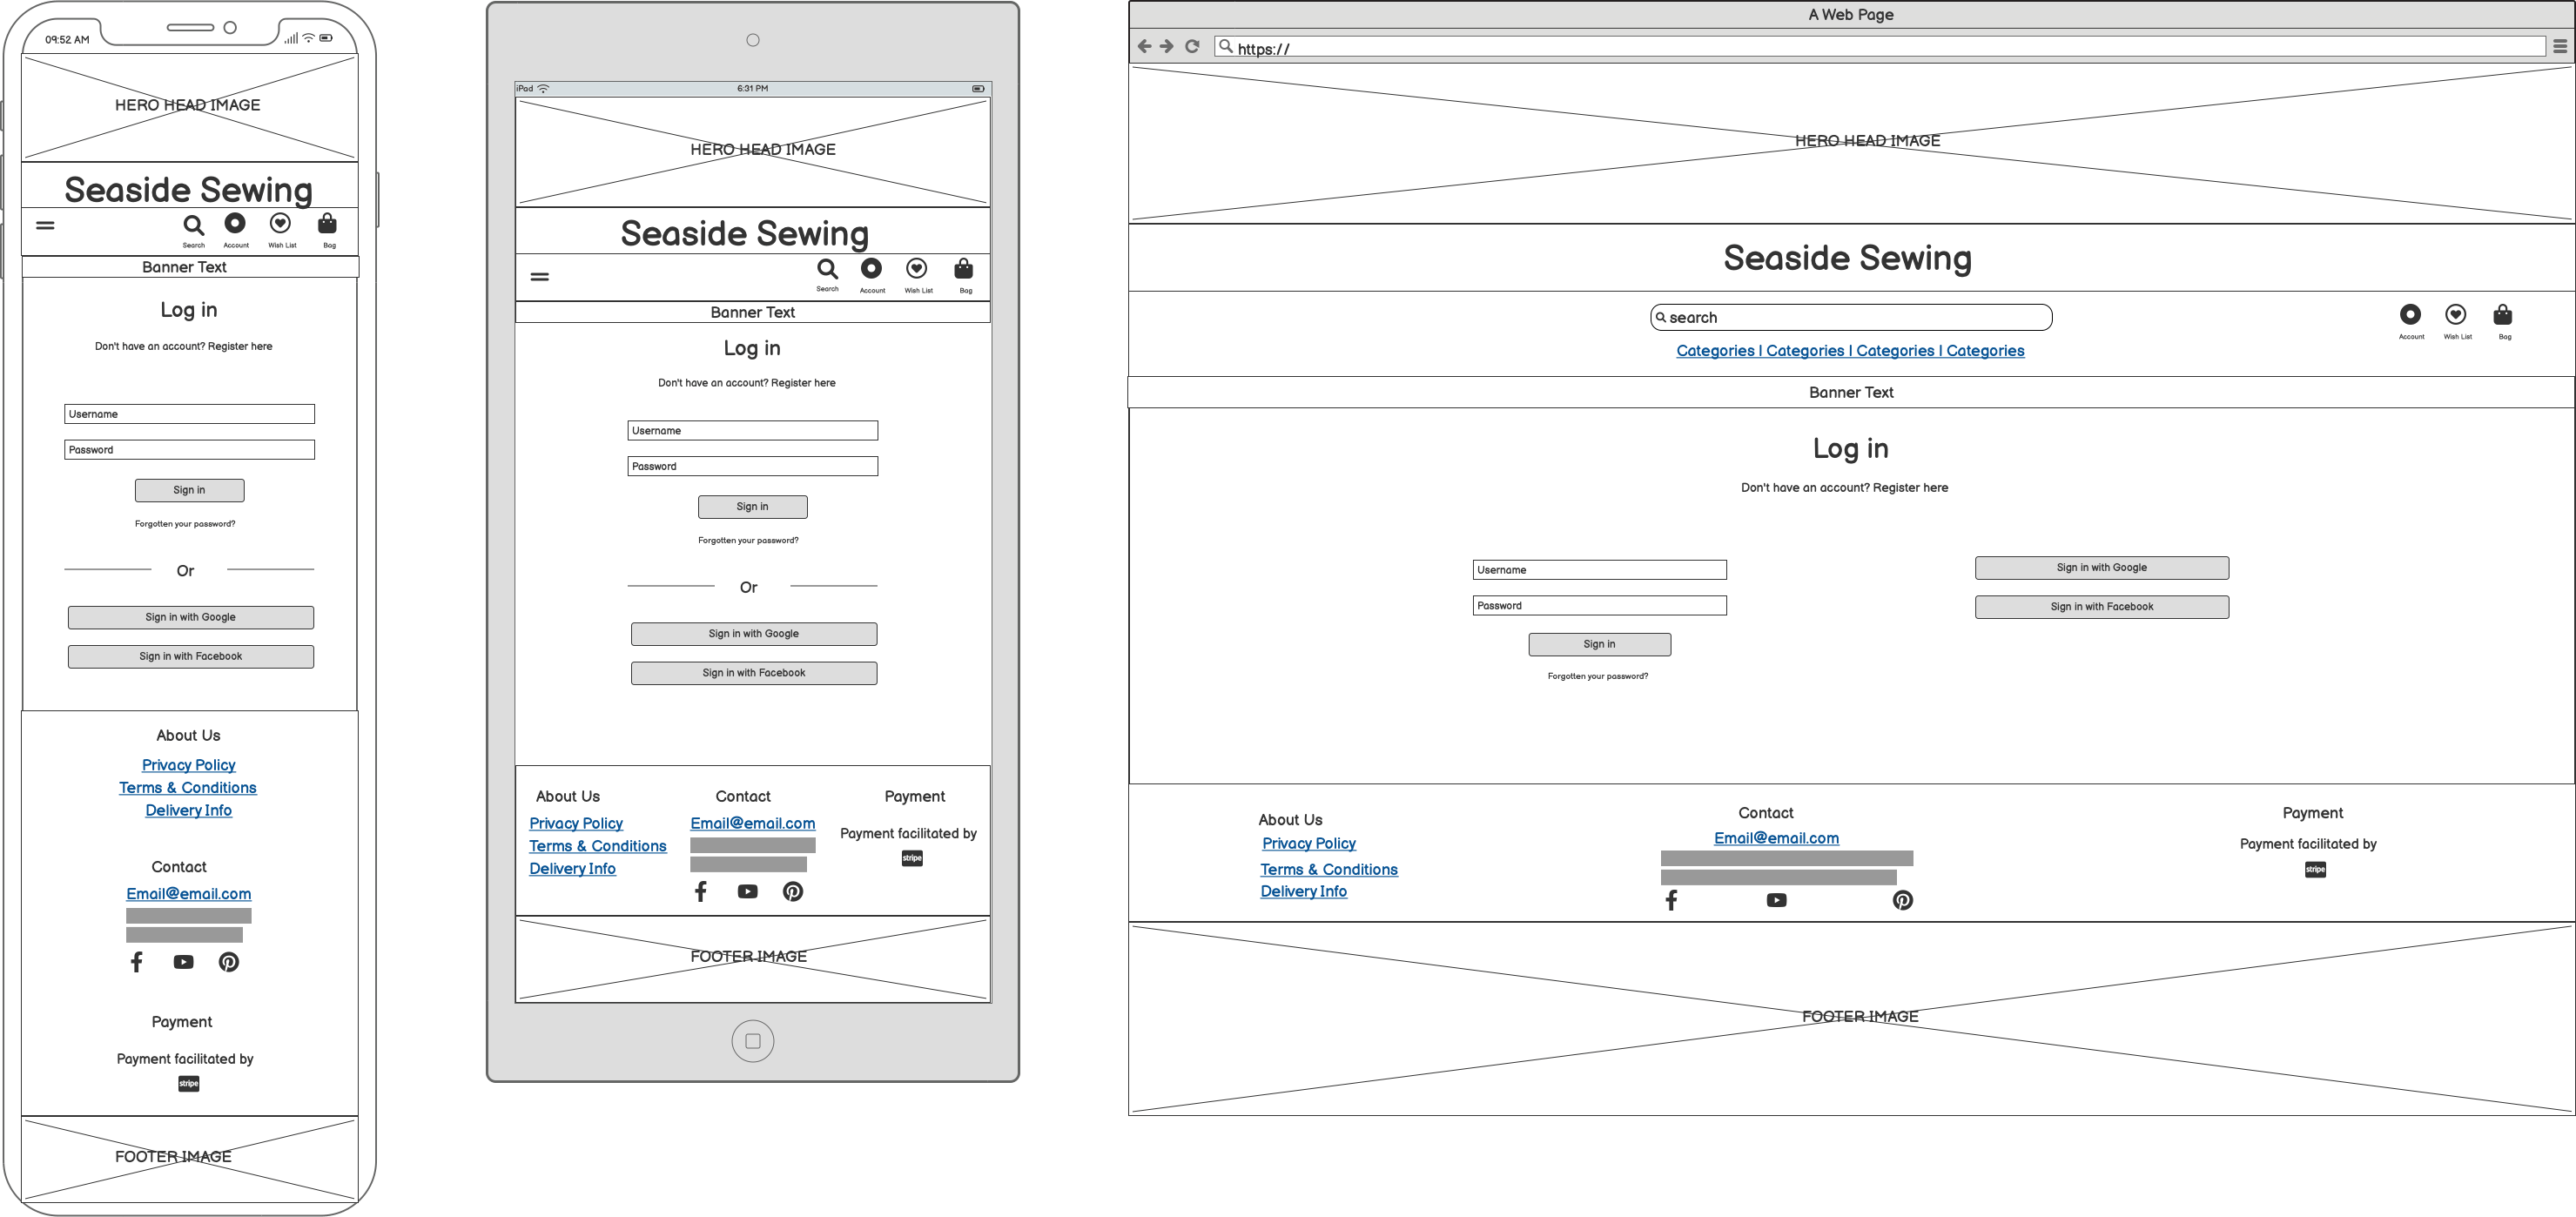 09:52 AM
HERO HEAD IMAGE
Seaside Sewing
Search Account Wish List Bag
Banner Text
Log in
Don't have an account? Register here
Username
Password
Sign in
Forgotten your password?
Or
Sign in with Google
Sign in with Facebook
About Us
Privacy Policy
Terms & Conditions
Delivery Info
Contact
Email@email.com
Payment
Payment facilitated by
stripe
FOOTER IMAGE
iPad 6:31 PM
HERO HEAD IMAGE
Seaside Sewing
Search Account Wish List Bag
Banner Text
Log in
Don't have an account? Register here
Username
Password
Sign in
Forgotten your password?
Or
Sign in with Google
Sign in with Facebook
About Us
Privacy Policy
Terms & Conditions
Delivery Info
Contact
Email@email.com
Payment
Payment facilitated by
stripe
FOOTER IMAGE
A Web Page
https://
HERO HEAD IMAGE
Seaside Sewing
search
Account Wish List Bag
Categories | Categories | Categories | Categories
Banner Text
Log in
Don't have an account? Register here
Username
Password
Sign in
Forgotten your password?
Sign in with Google
Sign in with Facebook
About Us
Privacy Policy
Terms & Conditions
Delivery Info
Contact
Email@email.com
Payment
Payment facilitated by
stripe
FOOTER IMAGE